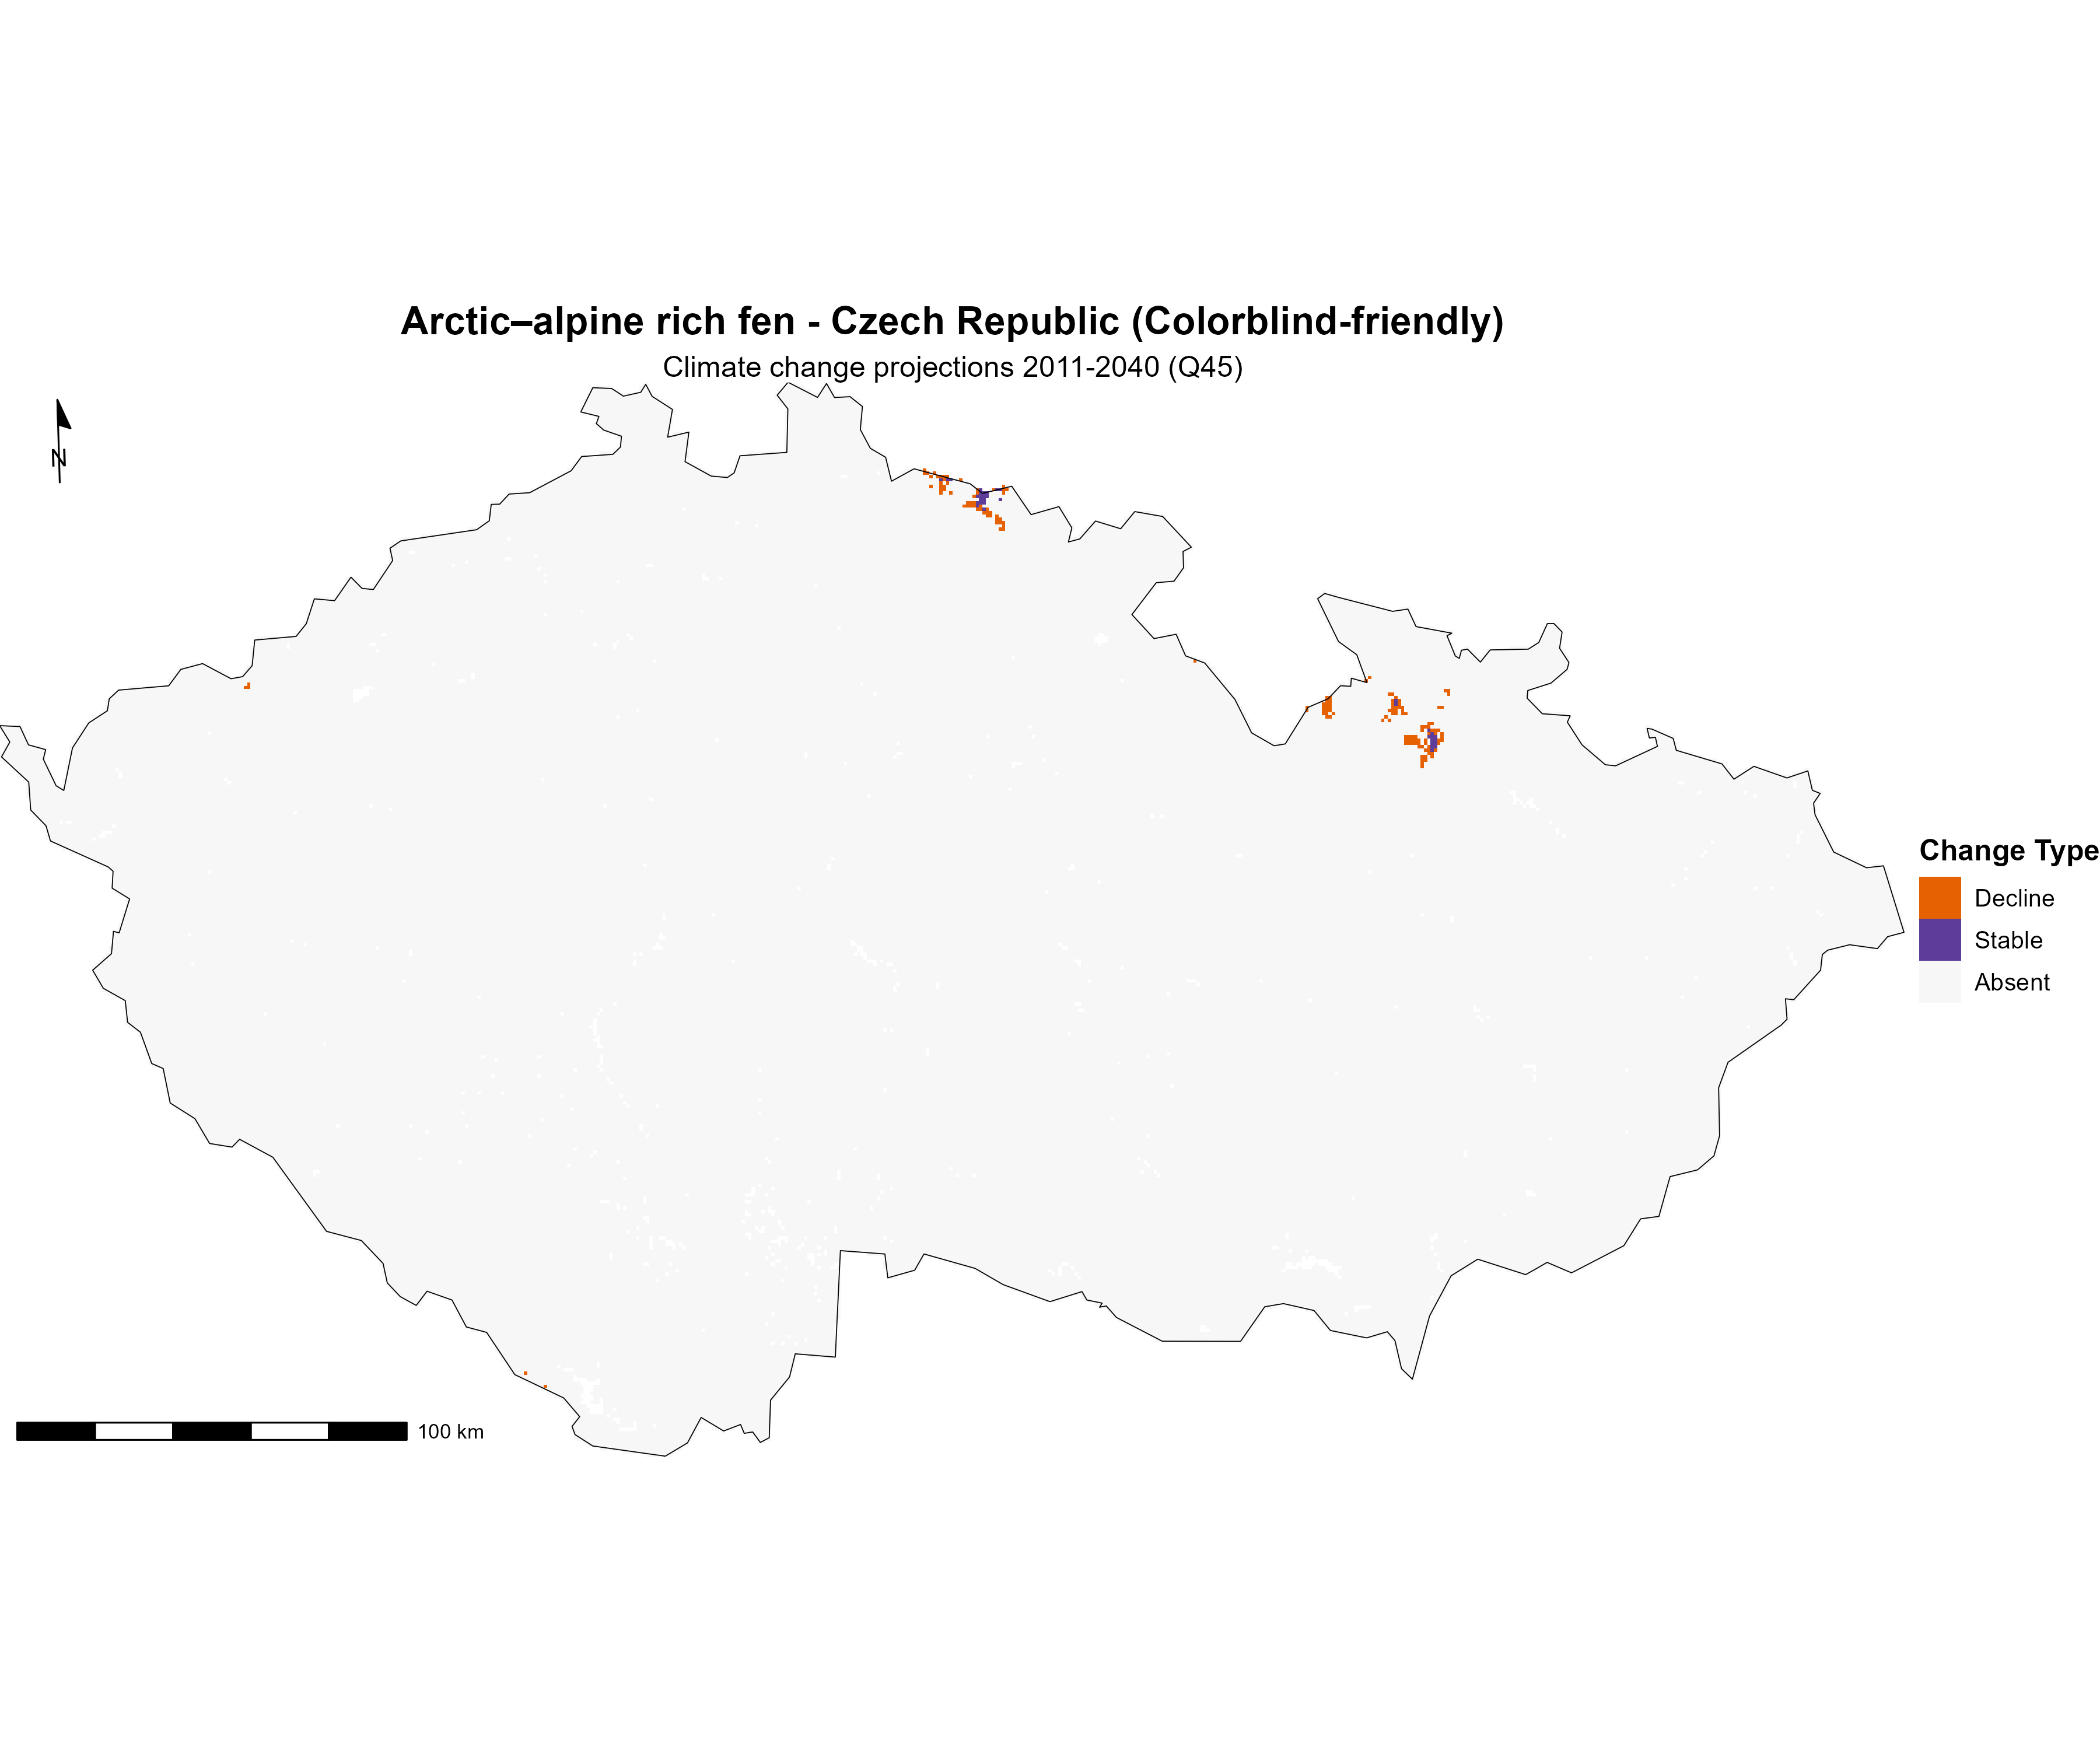 Arctic–alpine rich fen - Czech Republic (Colorblind-friendly)
Climate change projections 2011-2040 (Q45)
N
Change Type
Decline
Stable
Absent
100 km